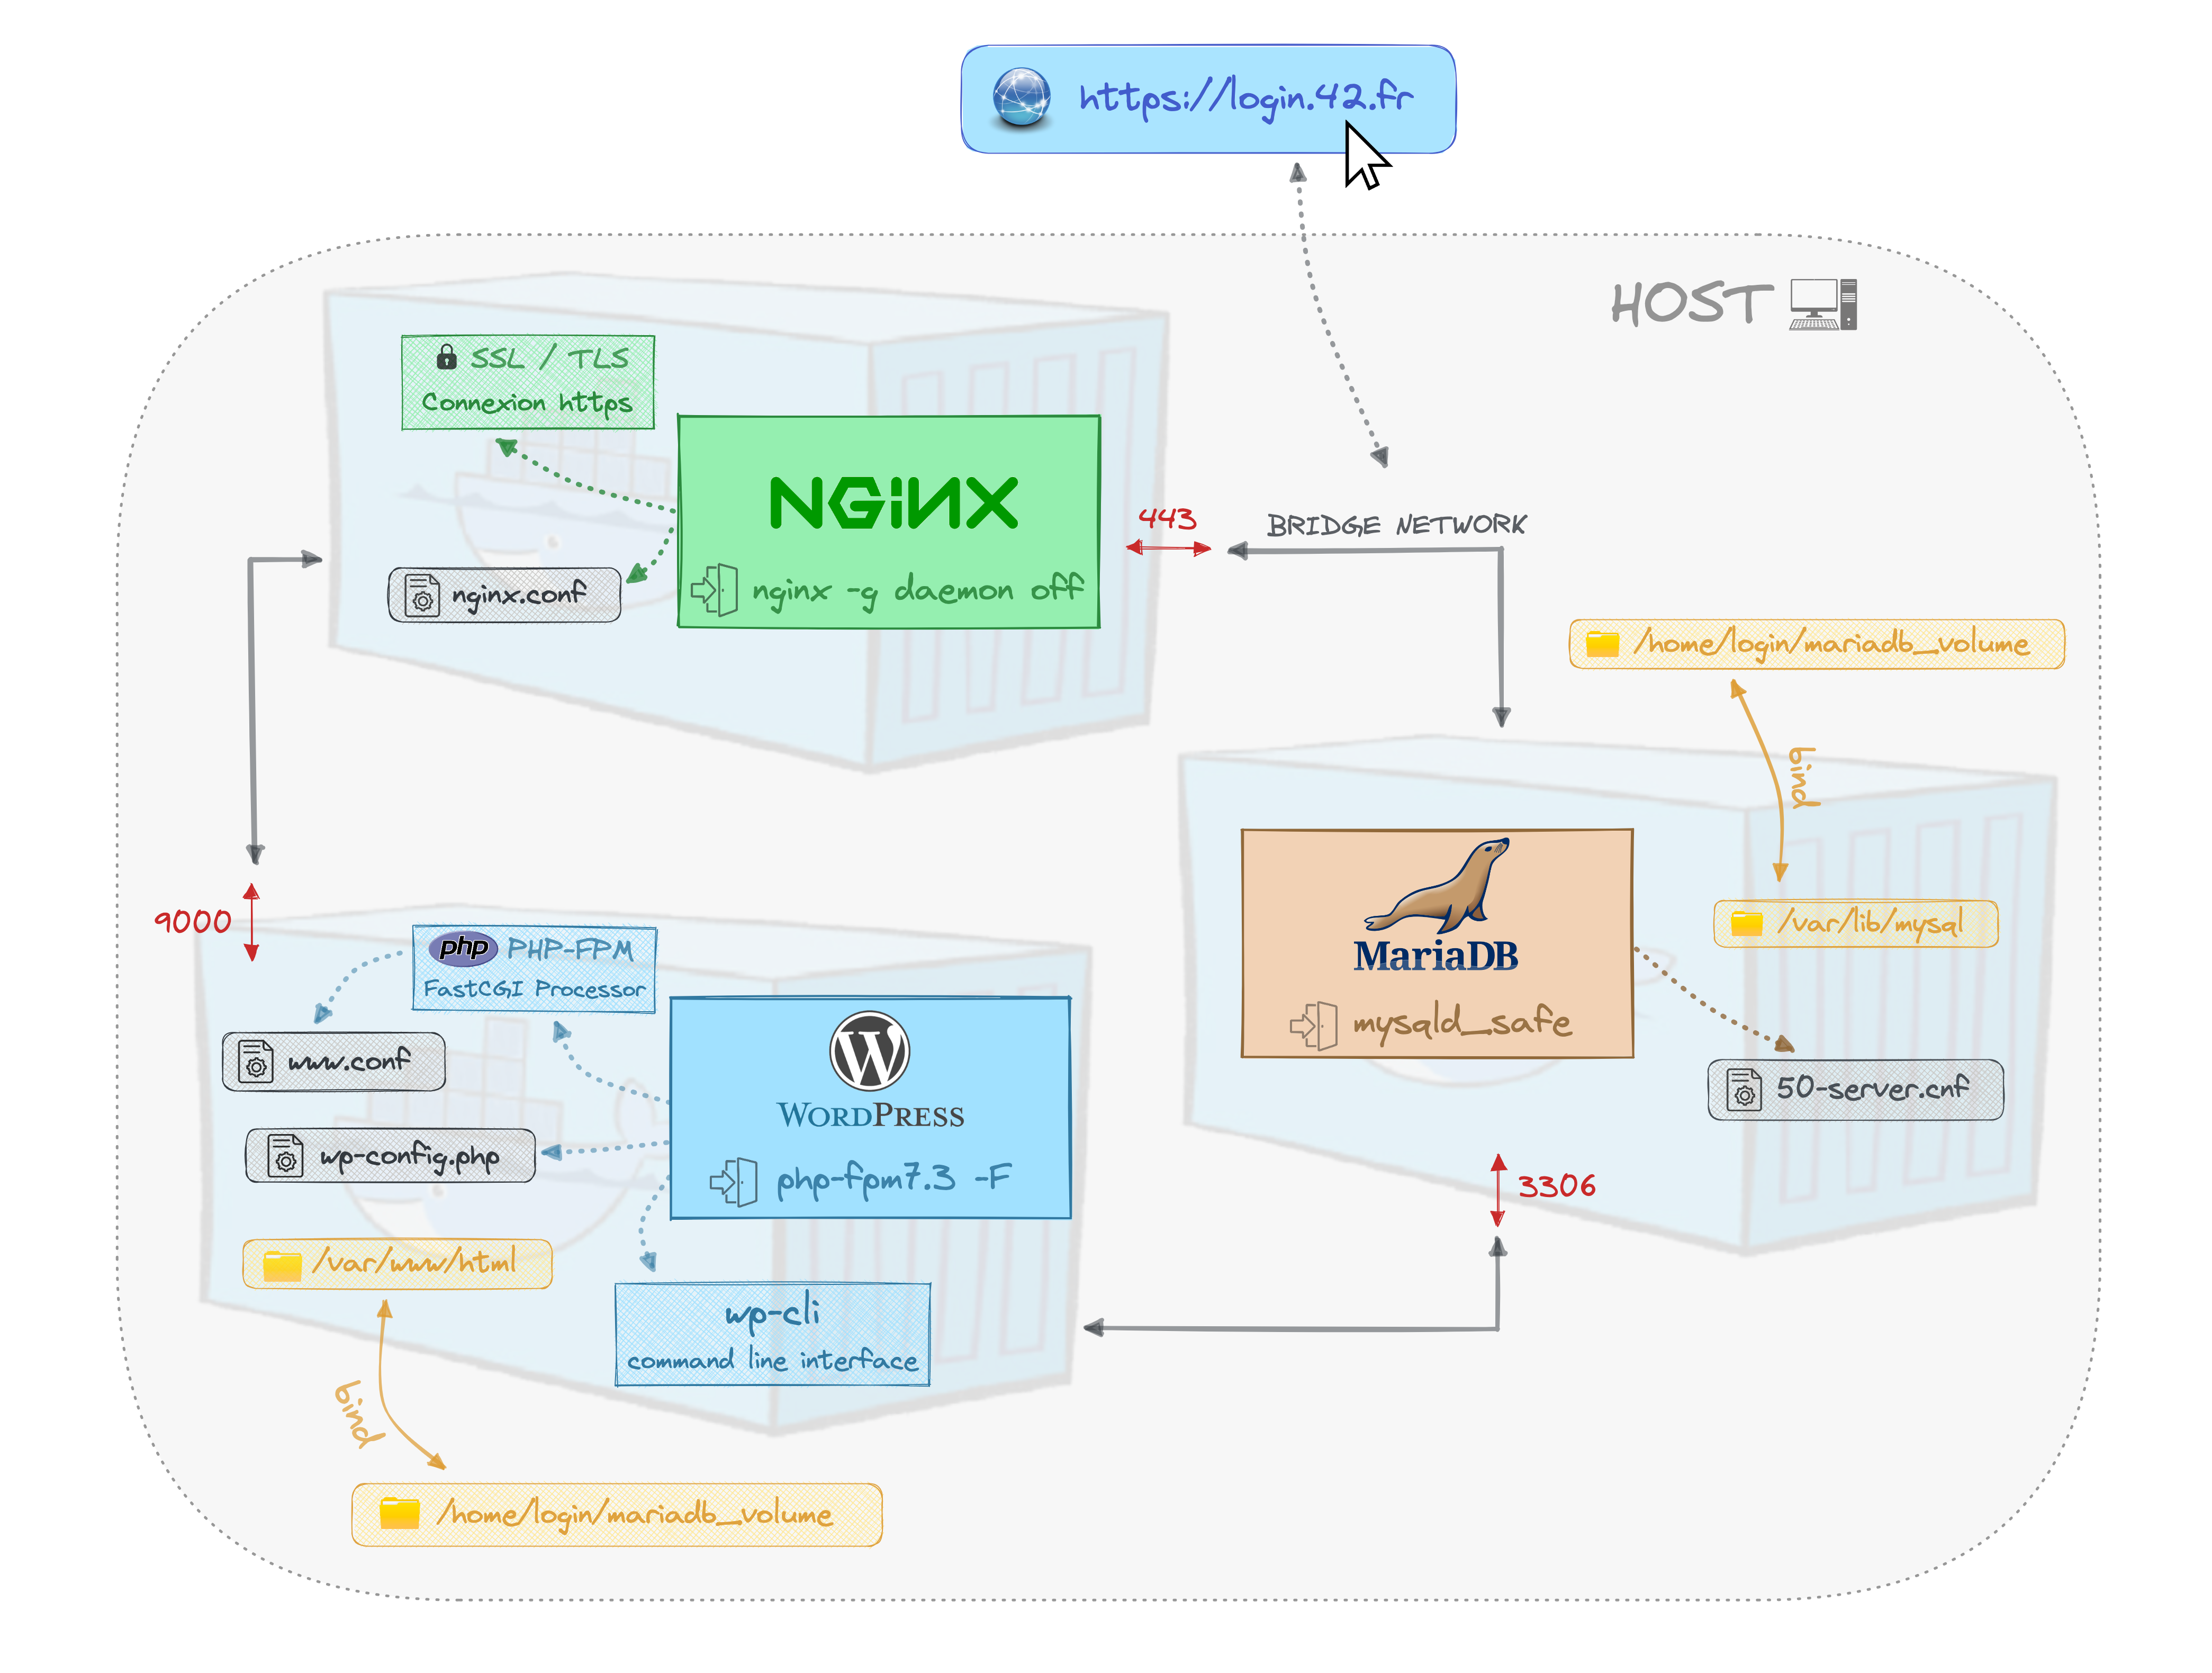 https://login.42.fr
HOST
SSL / TLS
Connexion https
NGiNX
nginx -g daemon off
nginx.conf
443
BRIDGE NETWORK
/home/login/mariadb_volume
bind
/var/lib/mysql
MariaDB
mysqld_safe
50-server.cnf
3306
9000
php PHP-FPM
FastCGI Processor
www.conf
WORDPRESS
php-fpm7.3 -F
wp-config.php
/var/www/html
wp-cli
command line interface
bind
/home/login/mariadb_volume